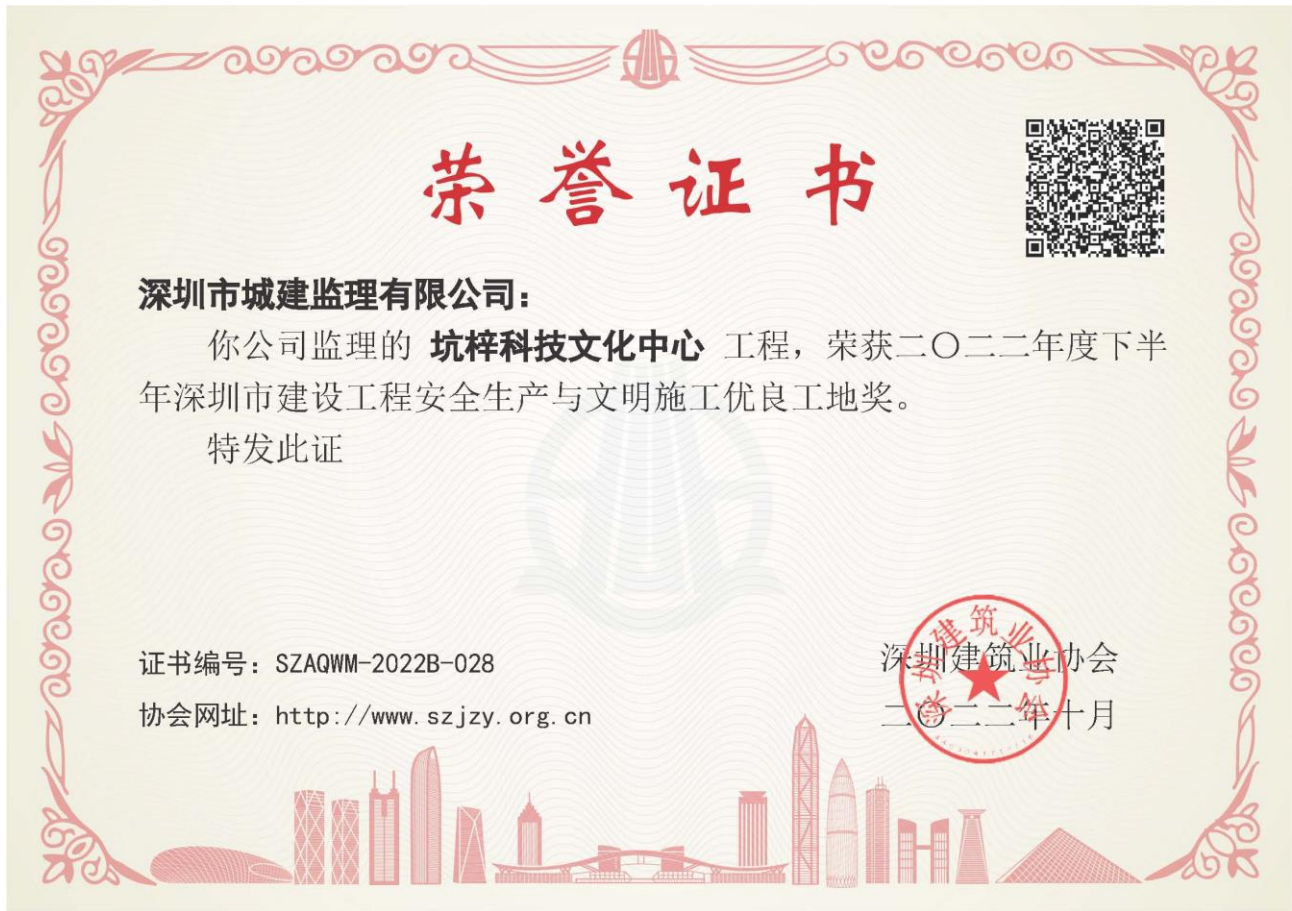 荣誉证书
深圳市城建监理有限公司：
你公司监理的 坑梓科技文化中心 工程，荣获二〇二二年度下半
年深圳市建设工程安全生产与文明施工优良工地奖。
特发此证
证书编号：SZAQWM-2022B-028
深圳建筑业协会
协会网址：http://www.szjzy.org.cn
二〇二二年十月
深圳建筑业协会